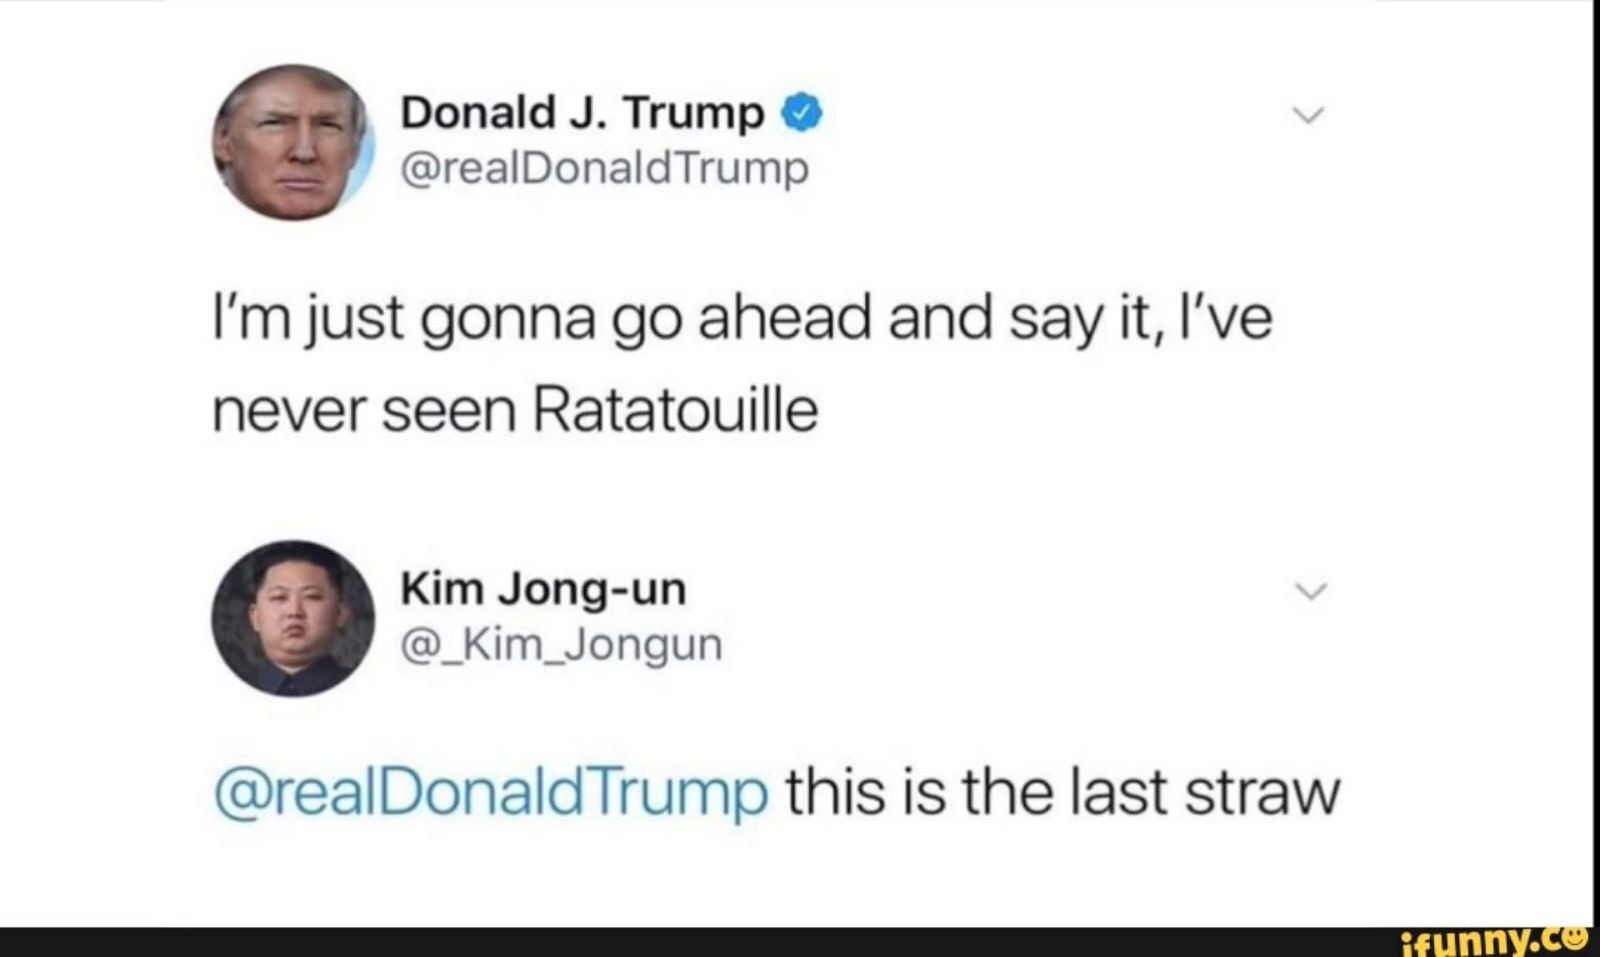 Donald J. Trump
@realDonaldTrump
I'm just gonna go ahead and say it, I've
never seen Ratatouille
Kim Jong-un
@_Kim_Jongun
@realDonaldTrump this is the last straw
ifunny.co